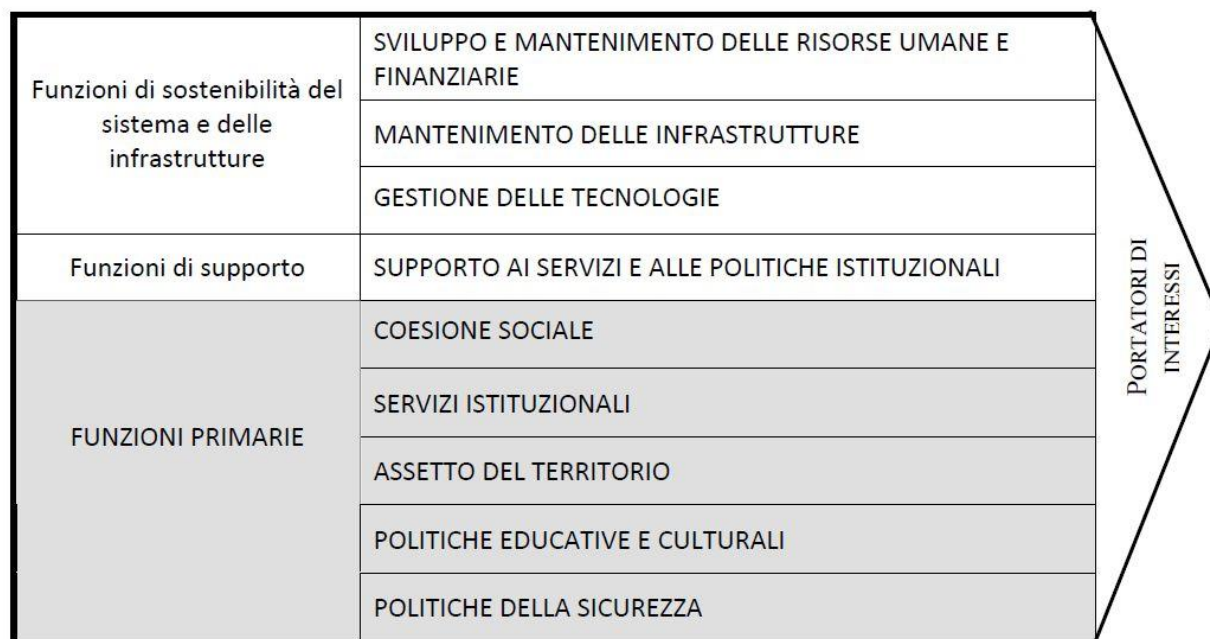 Funzioni di sostenibilità del
sistema e delle
infrastrutture
SVILUPPO E MANTENIMENTO DELLE RISORSE UMANE E
FINANZIARIE
MANTENIMENTO DELLE INFRASTRUTTURE
GESTIONE DELLE TECNOLOGIE
Funzioni di supporto
SUPPORTO AI SERVIZI E ALLE POLITICHE ISTITUZIONALI
FUNZIONI PRIMARIE
COESIONE SOCIALE
SERVIZI ISTITUZIONALI
ASSETTO DEL TERRITORIO
POLITICHE EDUCATIVE E CULTURALI
POLITICHE DELLA SICUREZZA
PORTATORI DI
INTERESSI